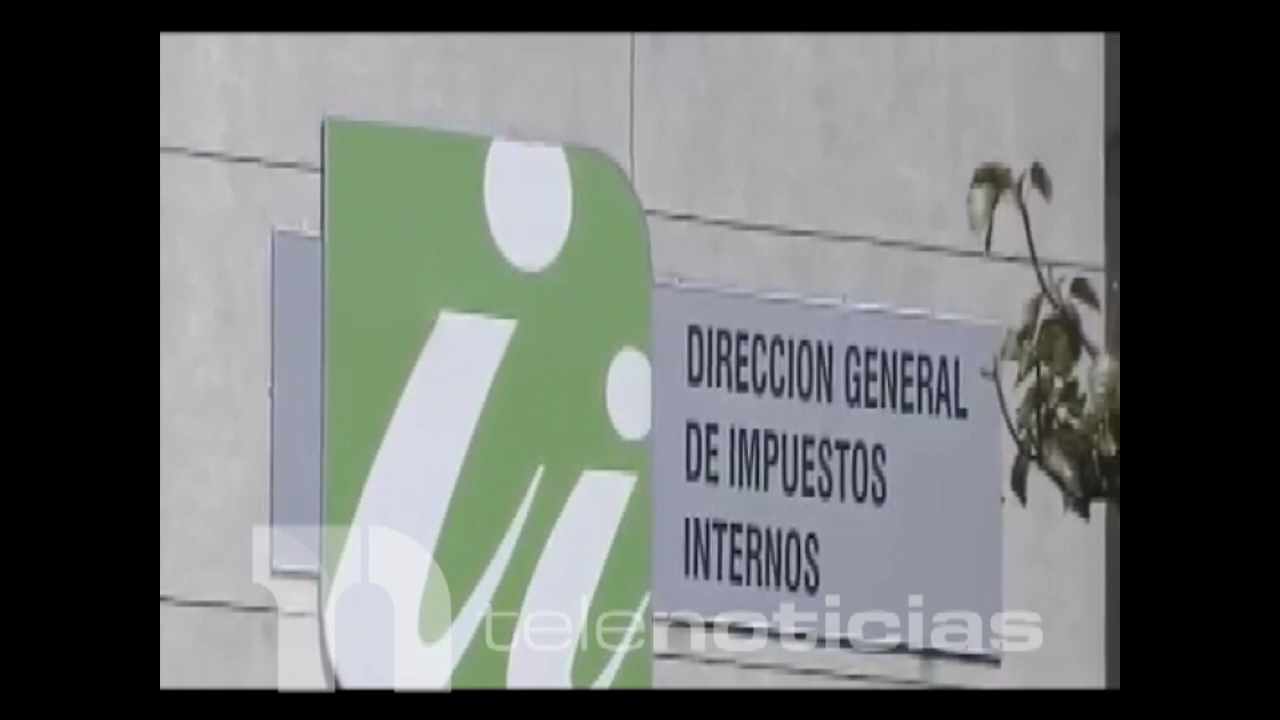 DIRECCION GENERAL
DE IMPUESTOS
INTERNOS
telenoticias